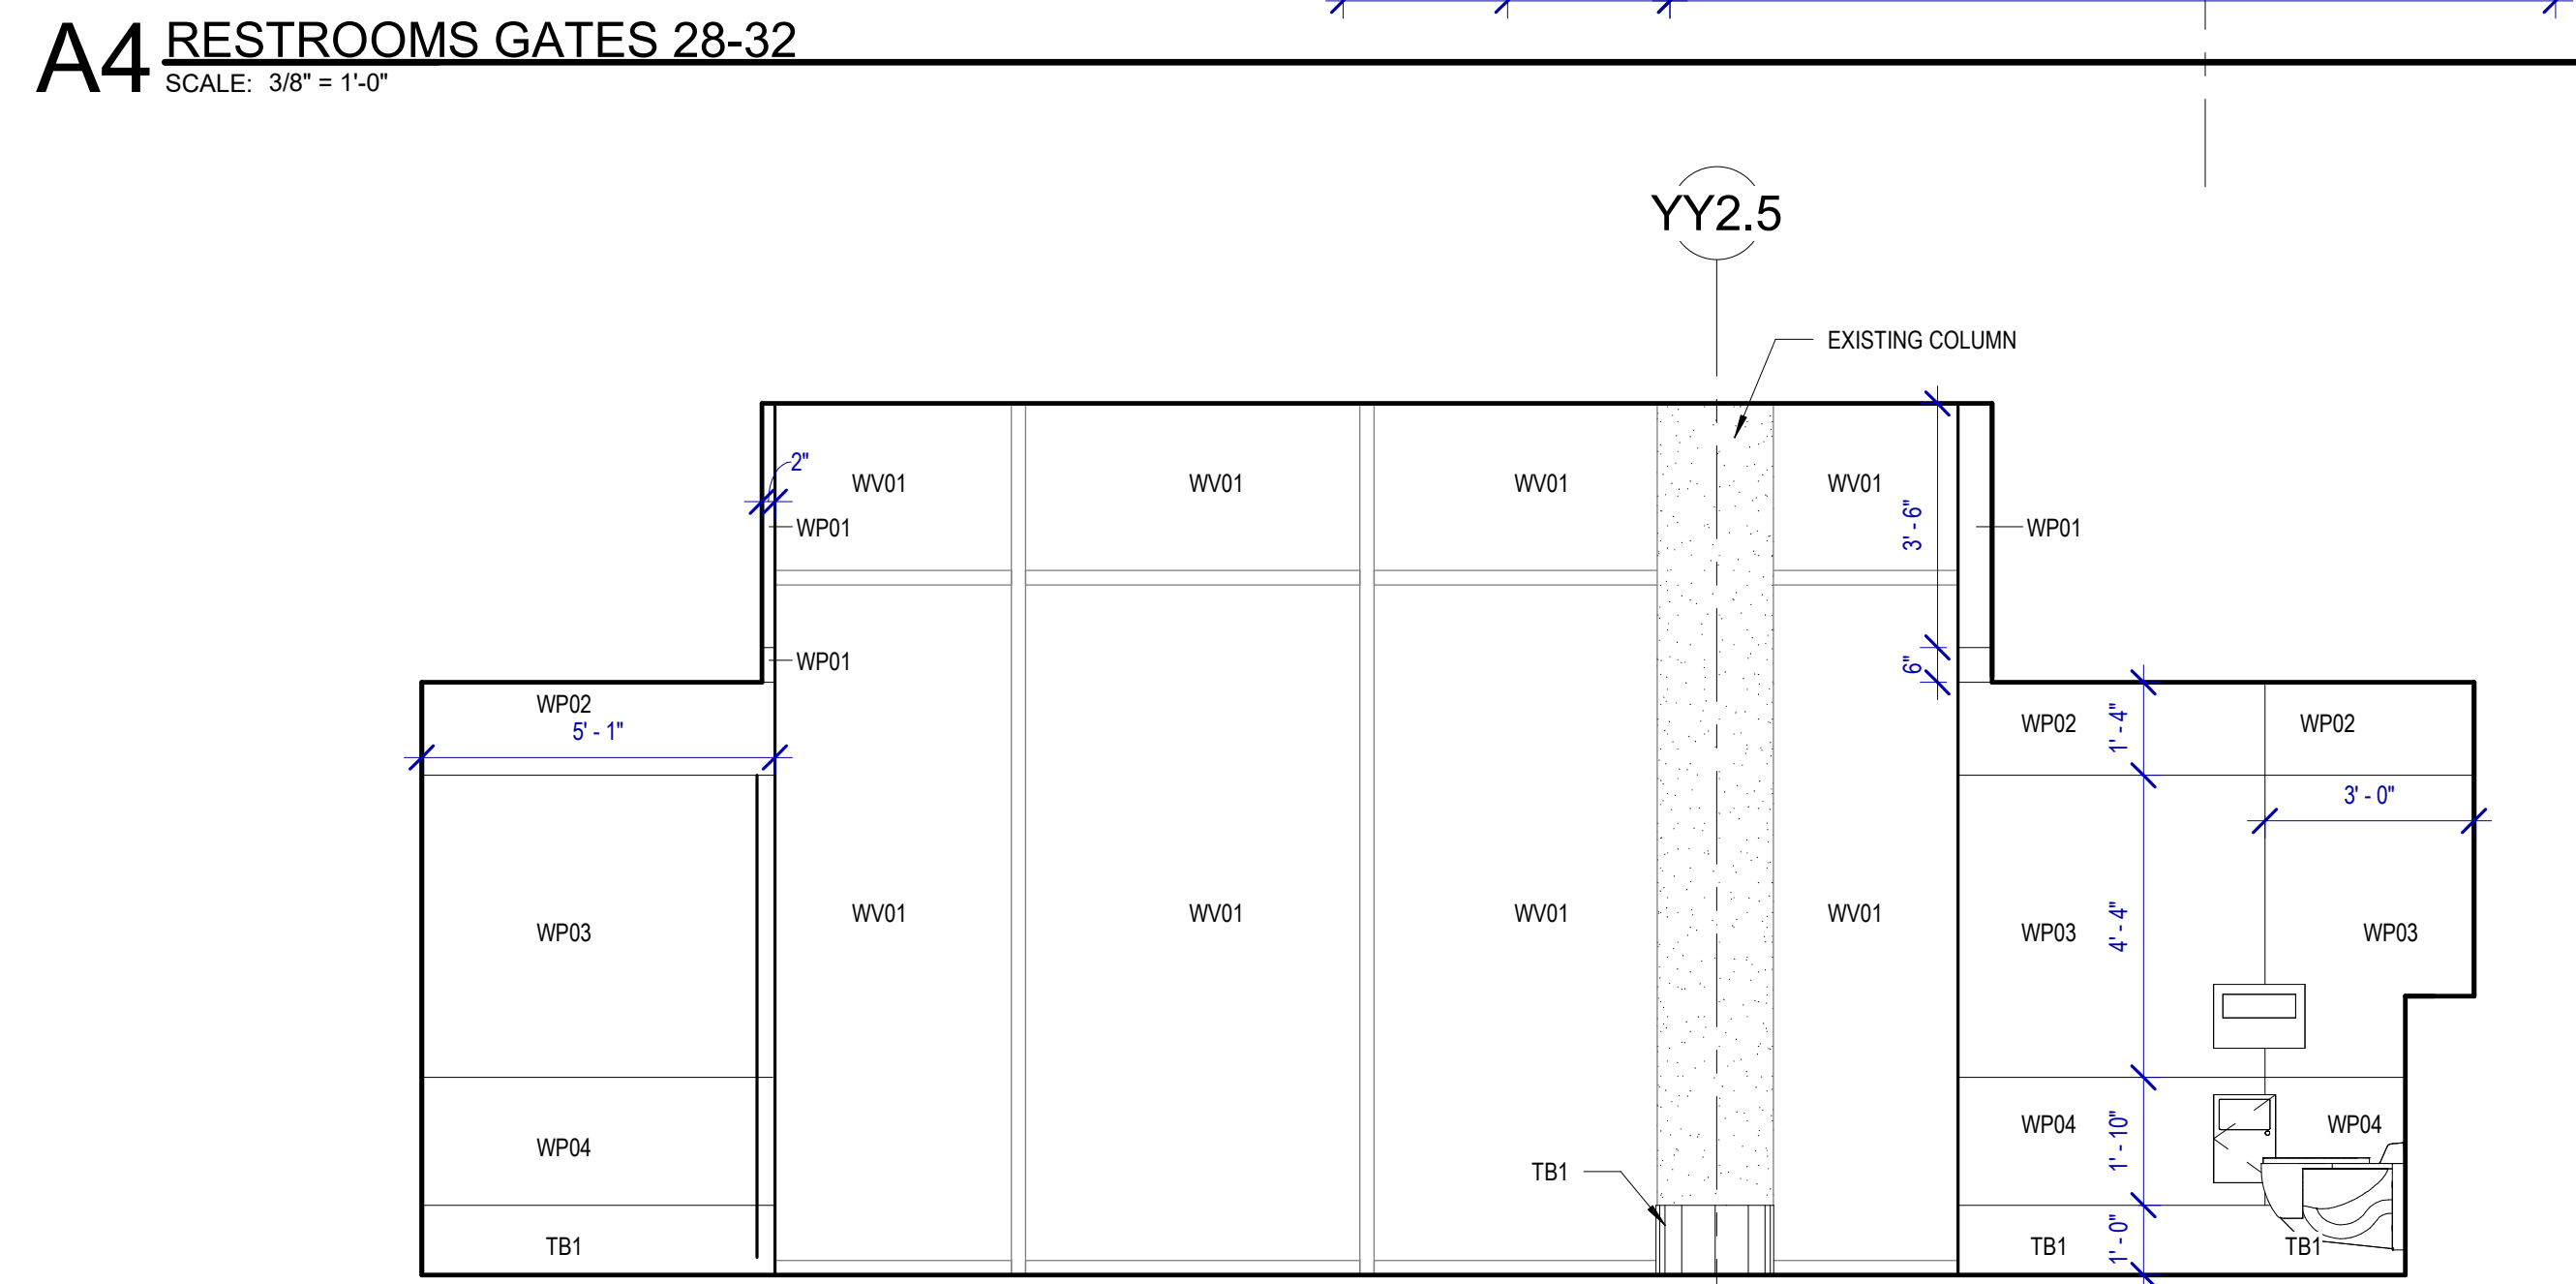 A4 RESTROOMS GATES 28-32
SCALE: 3/8" = 1'-0"
YY2.5
EXISTING COLUMN
2"
WV01 WV01 WV01 WV01
3' - 6"
WP01 WP01
WP01
6"
WP02
5' - 1"
WP02 1' - 4" WP02
3' - 0"
WV01 WV01 WV01 WV01
WP03 WP03 4' - 4" WP03
WP04 WP04 1' - 10" WP04
TB1
TB1 TB1 1' - 0" TB1